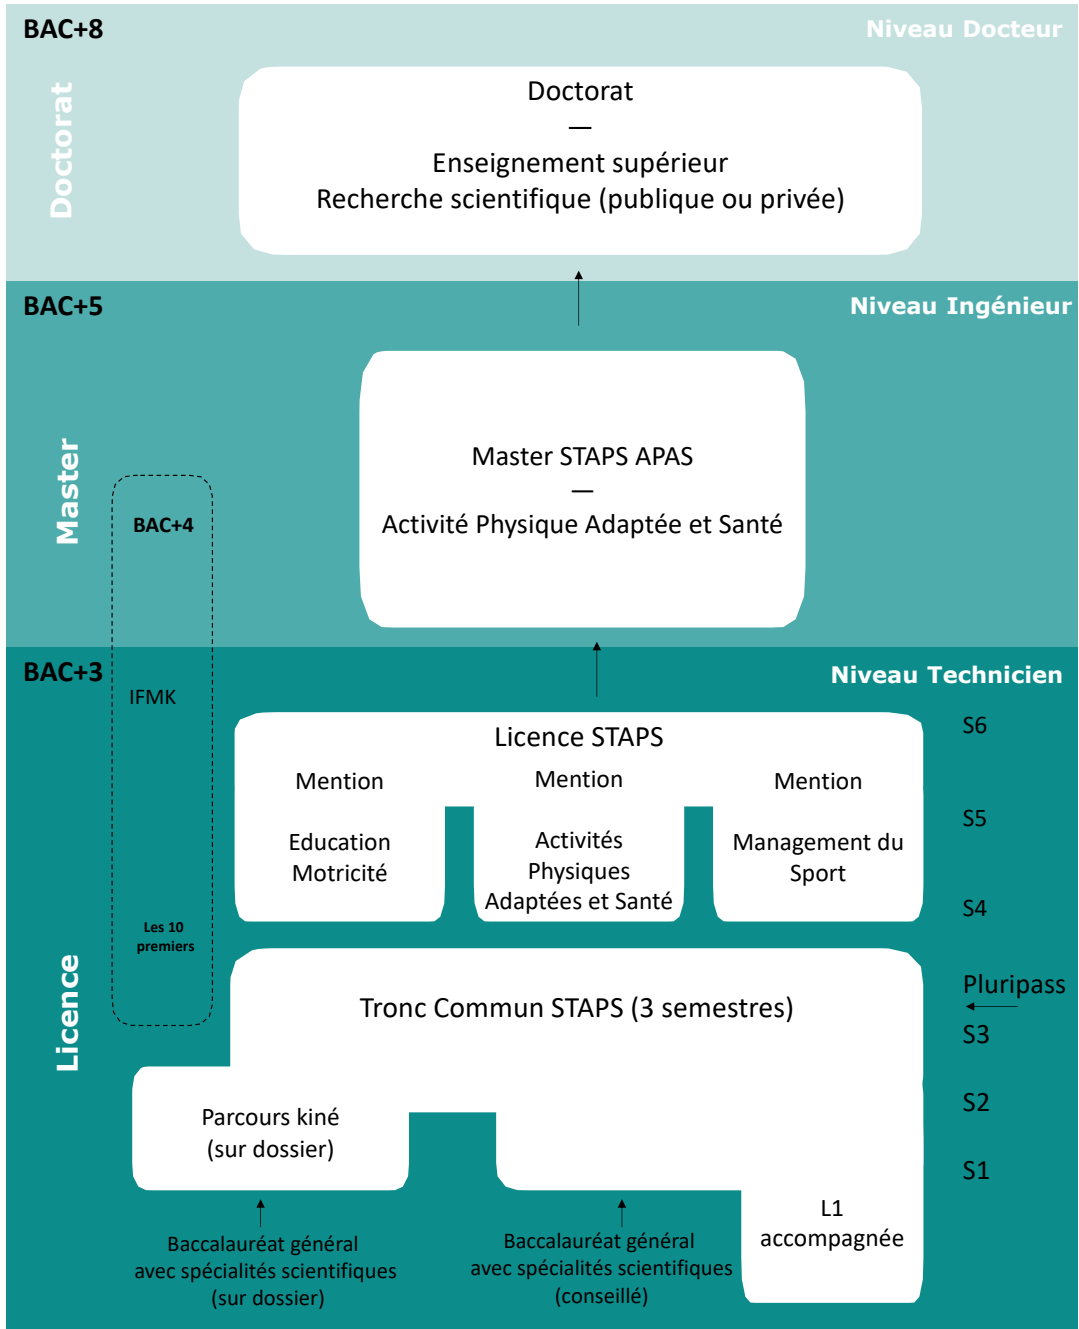 BAC+8
Niveau Docteur
Doctorat
Doctorat
—
Enseignement supérieur
Recherche scientifique (publique ou privée)
BAC+5
Niveau Ingénieur
Master
Master STAPS APAS
—
Activité Physique Adaptée et Santé
BAC+4
IFMK
Les 10
premiers
BAC+3
Niveau Technicien
Licence
Licence STAPS
Mention
Education
Motricité
Mention
Activités
Physiques
Adaptées et Santé
Mention
Management du
Sport
S6
S5
S4
Pluripass
S3
S2
S1
Tronc Commun STAPS (3 semestres)
Parcours kiné
(sur dossier)
L1
accompagnée
Baccalauréat général
avec spécialités scientifiques
(sur dossier)
Baccalauréat général
avec spécialités scientifiques
(conseillé)